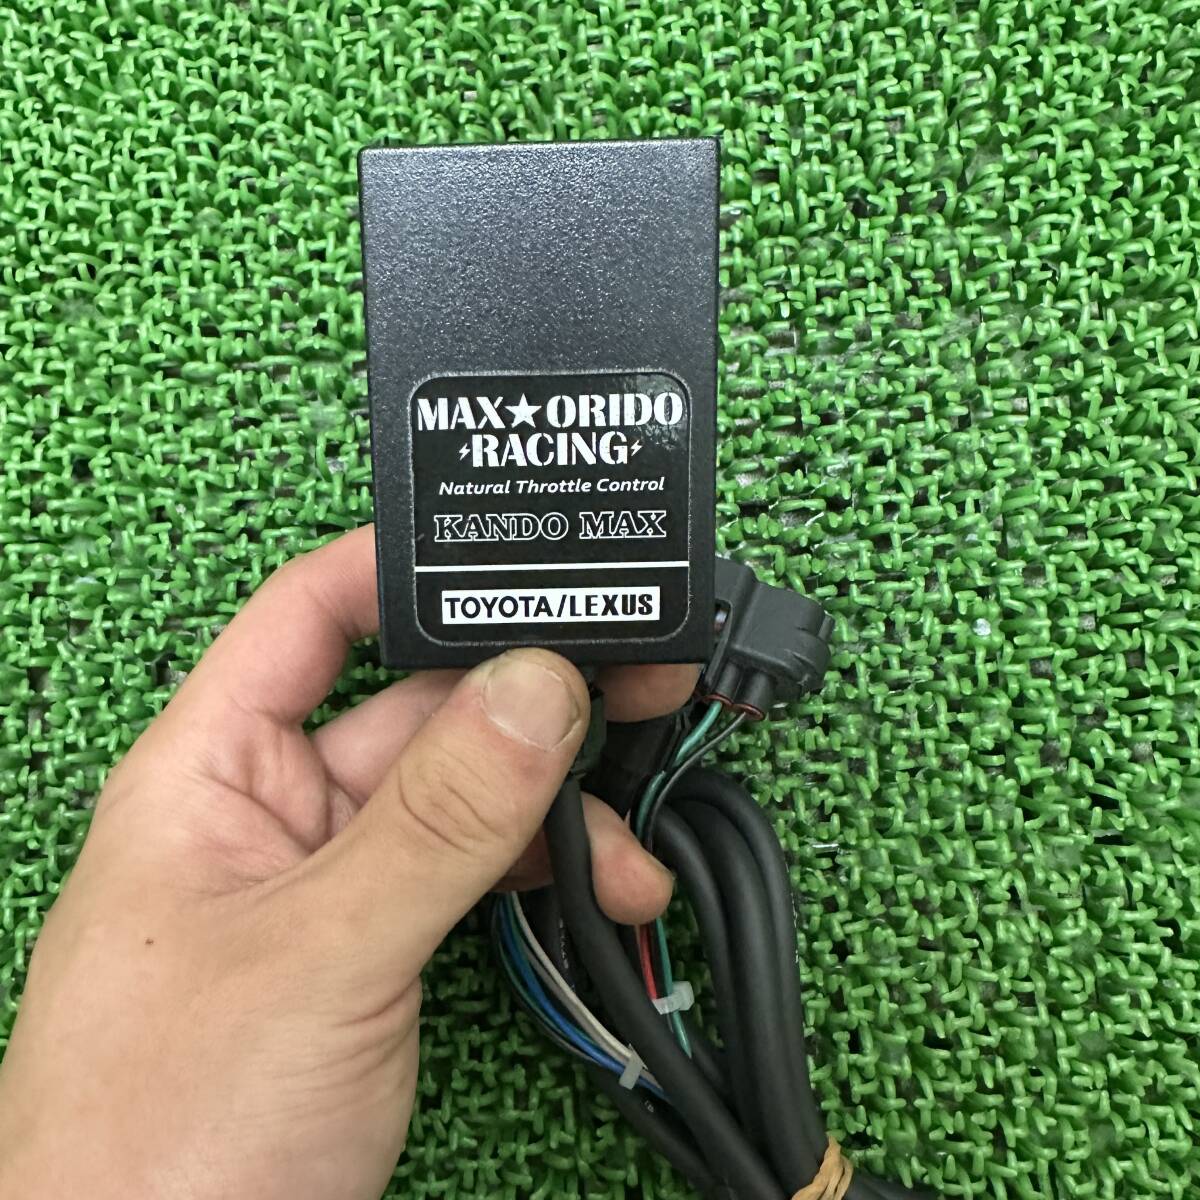 MAX★ORIDO
RACING
Natural Throttle Control
KANDO MAX
TOYOTA/LEXUS